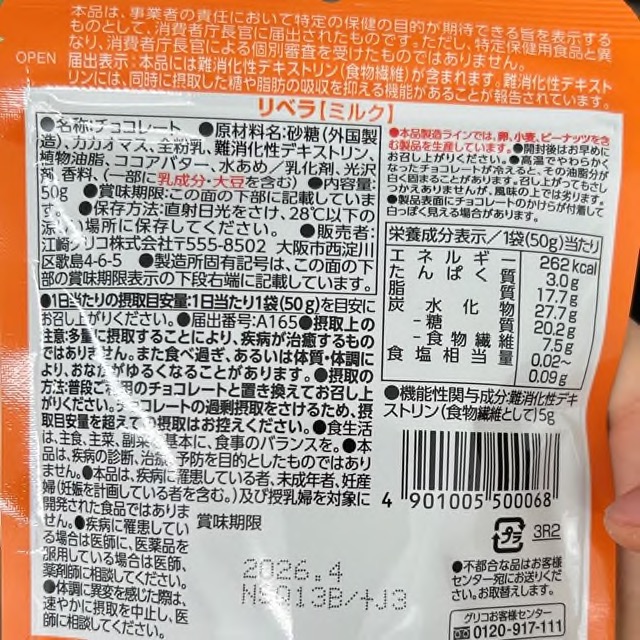 本品は、事業者の責任において特定の保健の目的が期待できる旨を表示する
ものとして、消費者庁長官に届出されたものです。ただし、特定保健用食品と異
なり、消費者庁長官による個別審査を受けたものではありません。
OPEN
届出表示：本品には難消化性デキストリン(食物繊維)が含まれます。難消化性デキスト
リンには、同時に摂取した糖や脂肪の吸収を抑える機能があることが報告されています。
リベラ【ミルク】
●名称:チョコレート ●原材料名:砂糖(外国製
造)、カカオマス、全粉乳、難消化性デキストリン、
植物油脂、ココアバター、水あめ／乳化剤、光沢
剤、香料、(一部に乳成分・大豆を含む) ●内容量:
50g ●賞味期限:この面の下部に記載していま
す。 ●保存方法:直射日光をさけ、28℃以下の
涼しい場所に保存してください。 ●販売者:
江崎グリコ株式会社〒555-8502 大阪市西淀川
区歌島4-6-5 ●製造所固有記号は、この面の下
部の賞味期限表示の下段右端に記載しています。
●1日当たりの摂取目安量:1日当たり1袋(50g)を目安に
お召し上がりください。●届出番号:A165●摂取上の
注意:多量に摂取することにより、疾病が治癒するもの
ではありません。また食べ過ぎ、あるいは体質・体調に
より、おなかがゆるくなることがあります。●摂取の
方法:普段ご利用のチョコレートと置き換えてお召し上
がりください。チョコレートの過剰摂取をさけるため、摂
取目安量を超えての摂取はお控えください。●食生活
は、主食、主菜、副菜を基本に、食事のバランスを。●本
品は、疾病の診断、治療、予防を目的としたものではあり
ません。●本品は、疾病に罹患している者、未成年者、妊産
婦(妊娠を計画している者を含む。)及び授乳婦を対象に
開発された食品ではありま
せん。●疾病に罹患してい
る場合は医師に、医薬品を
服用している場合は医師、
薬剤師に相談してください。
●体調に異変を感じた際は、
速やかに摂取を中止し、医
師に相談してください。
●本品製造ラインでは、卵、小麦、ピーナッツを含
む製品を生産しています。●開封後はお早めに
お召し上がりください。●高温でやわらかく
なったチョコレートが冷えると、その油脂分が
白く固まることがあります。召し上がってもさし
つかえありませんが、風味の上では劣ります。
●製品表面にチョコレートのかけらが付着して
白っぽく見える場合があります。
栄養成分表示／1袋(50g)当たり
エネルギー 262kcal
たんぱく質 3.0g
脂質 17.7g
炭水化物 27.7g
-糖質 20.2g
-食物繊維 7.5g
食塩相当量 0.02~
0.09g
●機能性関与成分:難消化性デキ
ストリン(食物繊維として)5g
4 901005 500068
賞味期限
2026.4
プラ
3R2
●不都合な品はお客様
センター宛にお送りくだ
さい。お取替えします。
グリコお客様センター
0120-917-111